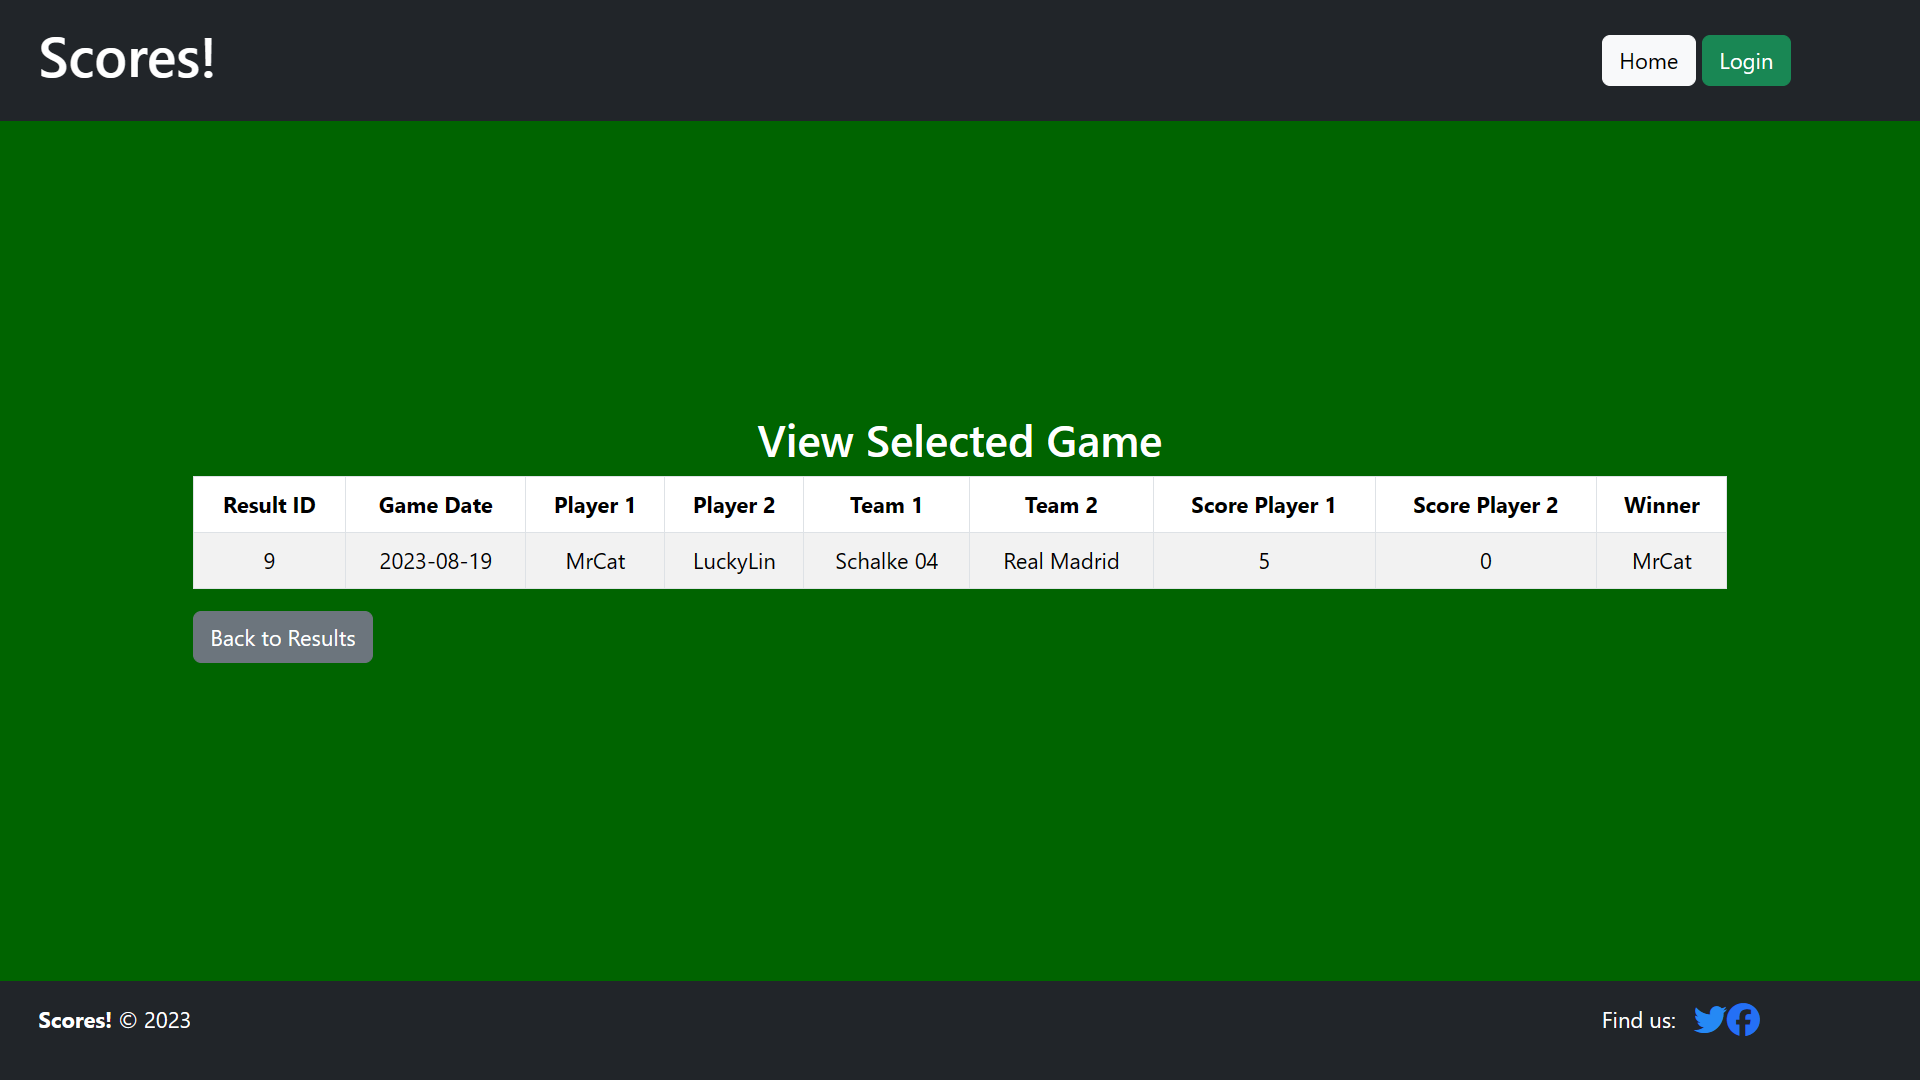 Scores!
Home Login
View Selected Game
Result ID Game Date Player 1 Player 2 Team 1 Team 2 Score Player 1 Score Player 2 Winner
9 2023-08-19 MrCat LuckyLin Schalke 04 Real Madrid 5 0 MrCat
Back to Results
Scores! © 2023
Find us: